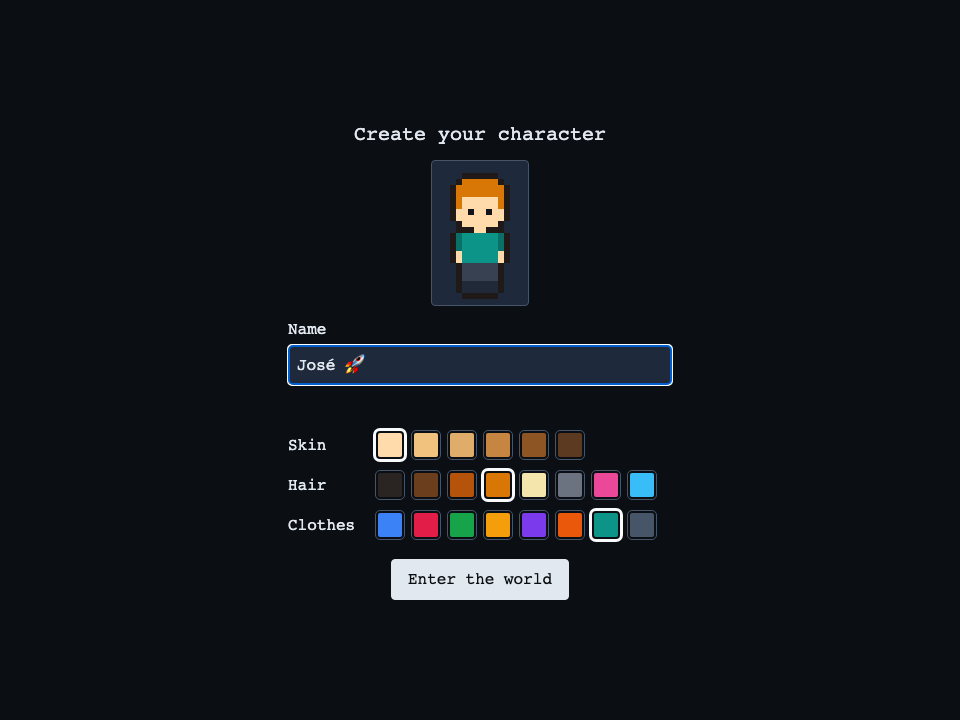 Create your character
Name
José 🚀
Skin
Hair
Clothes
Enter the world